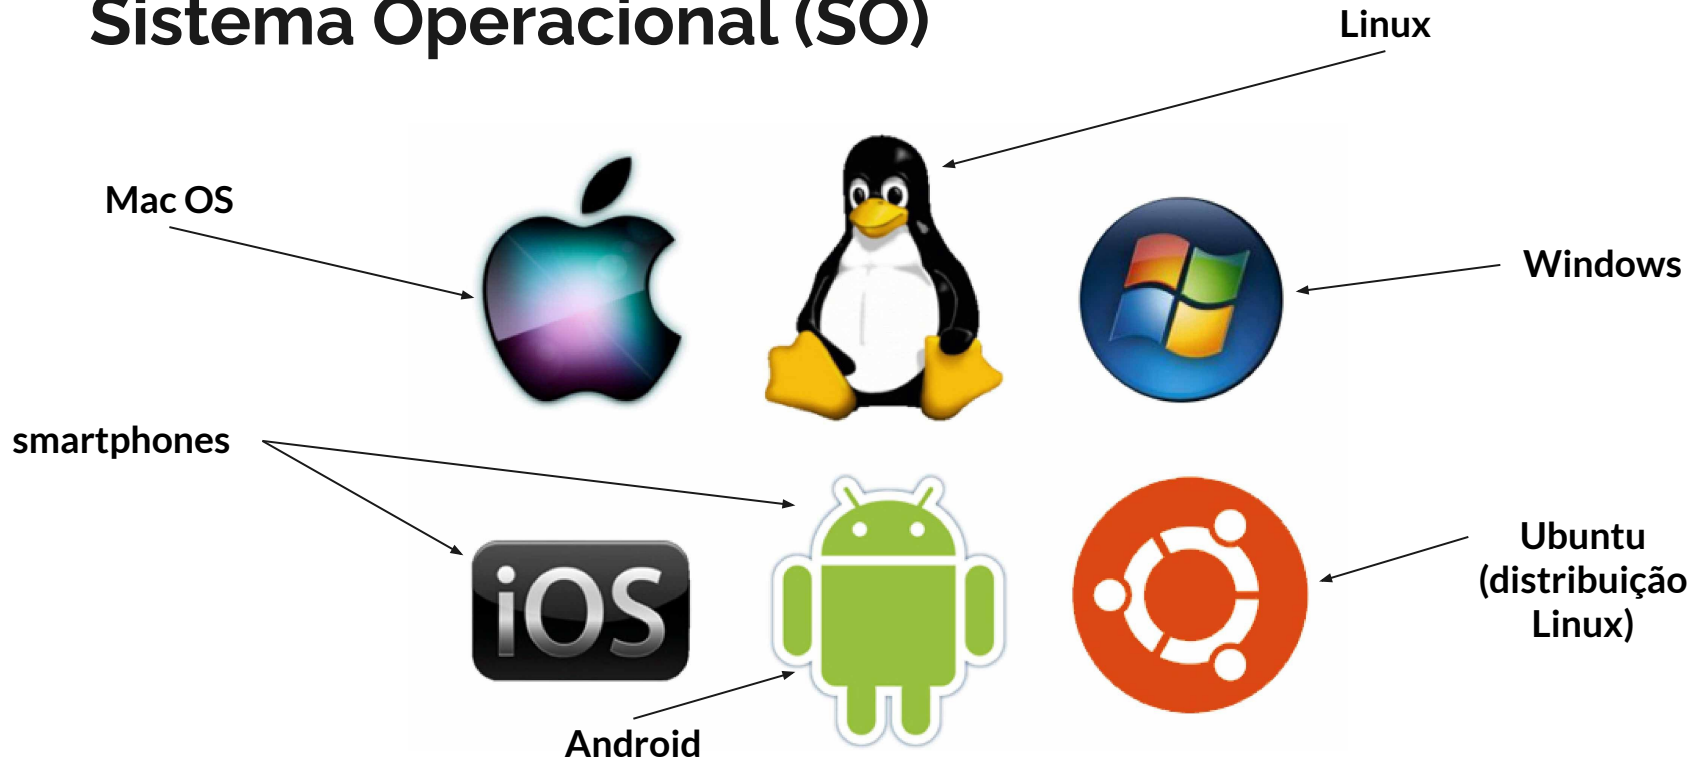 Sistema Operacional (SO)
Linux
Mac OS
Windows
smartphones
iOS
Ubuntu
(distribuição
Linux)
Android